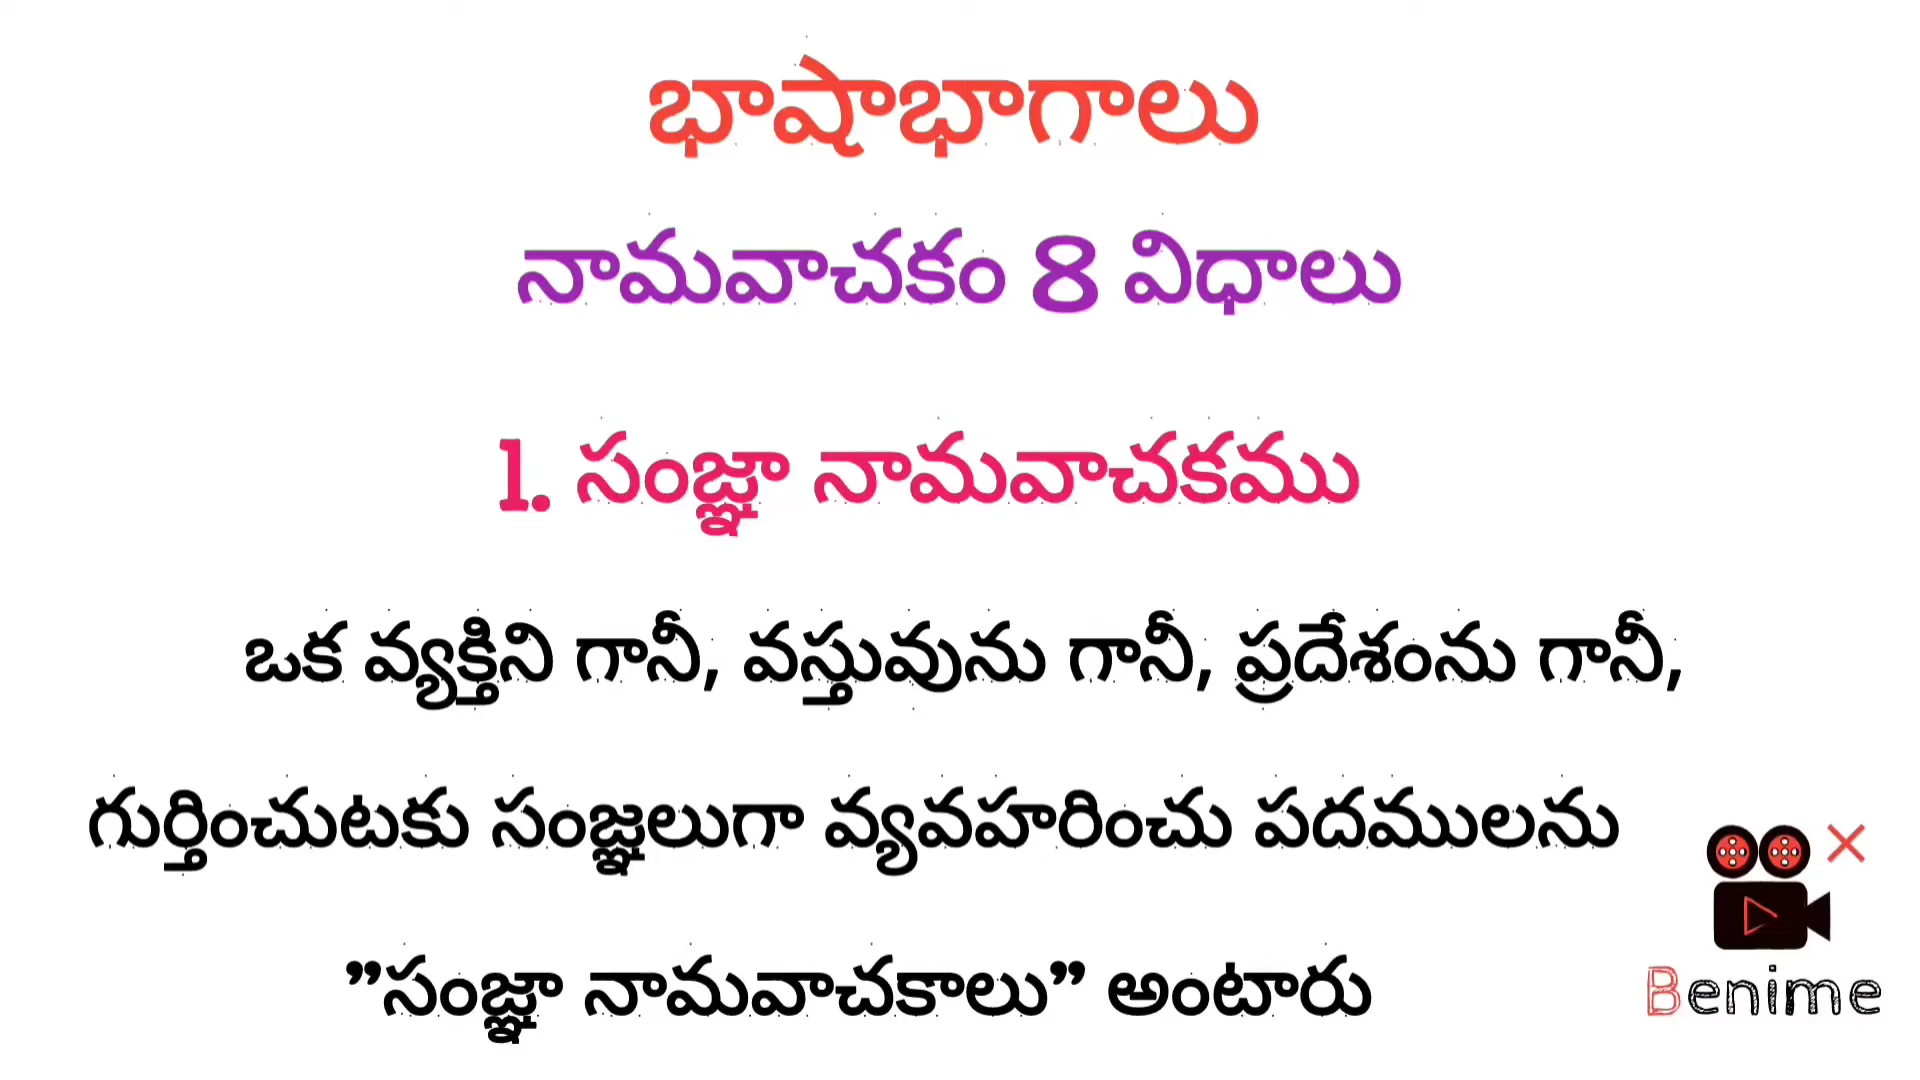 భాషాభాగాలు
నామవాచకం 8 విధాలు
1. సంజ్ఞా నామవాచకము
ఒక వ్యక్తిని గానీ, వస్తువును గానీ, ప్రదేశంను గానీ,
గుర్తించుటకు సంజ్ఞలుగా వ్యవహరించు పదములను
”సంజ్ఞా నామవాచకాలు” అంటారు
Benime